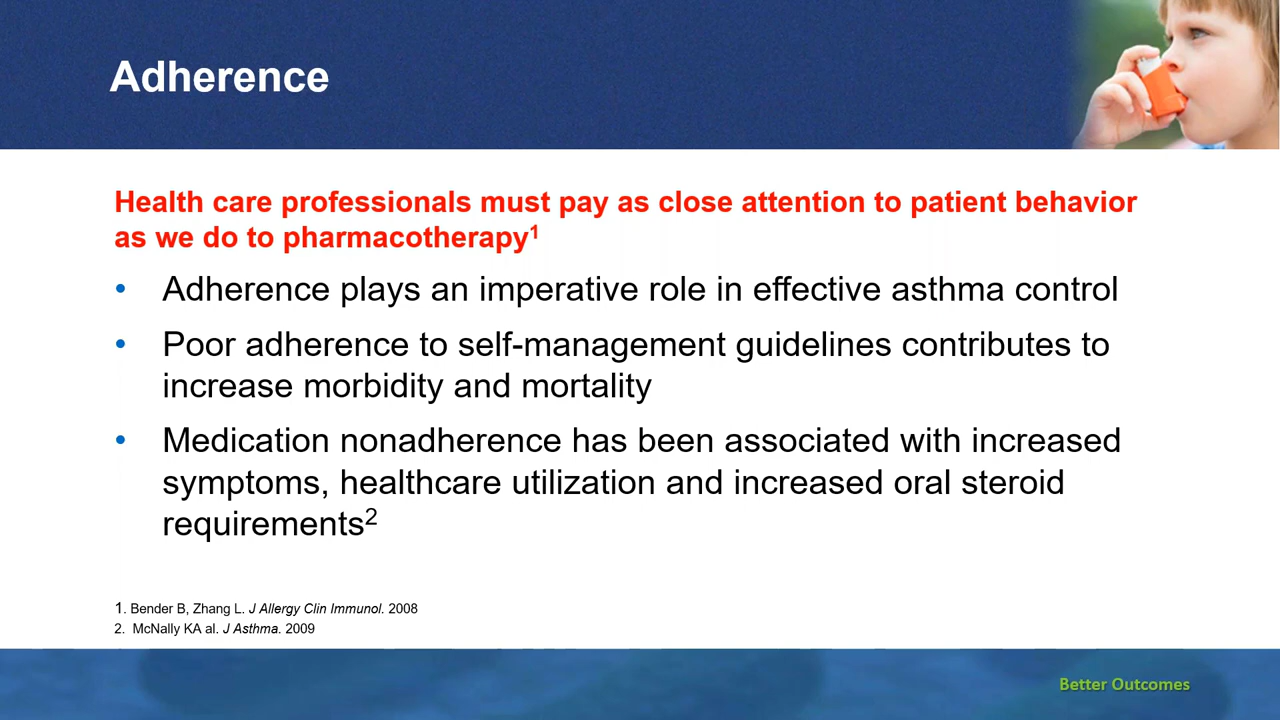 Adherence
Health care professionals must pay as close attention to patient behavior
as we do to pharmacotherapy¹
• Adherence plays an imperative role in effective asthma control
• Poor adherence to self-management guidelines contributes to
increase morbidity and mortality
• Medication nonadherence has been associated with increased
symptoms, healthcare utilization and increased oral steroid
requirements²
1. Bender B, Zhang L. J Allergy Clin Immunol. 2008
2. McNally KA al. J Asthma. 2009
Better Outcomes